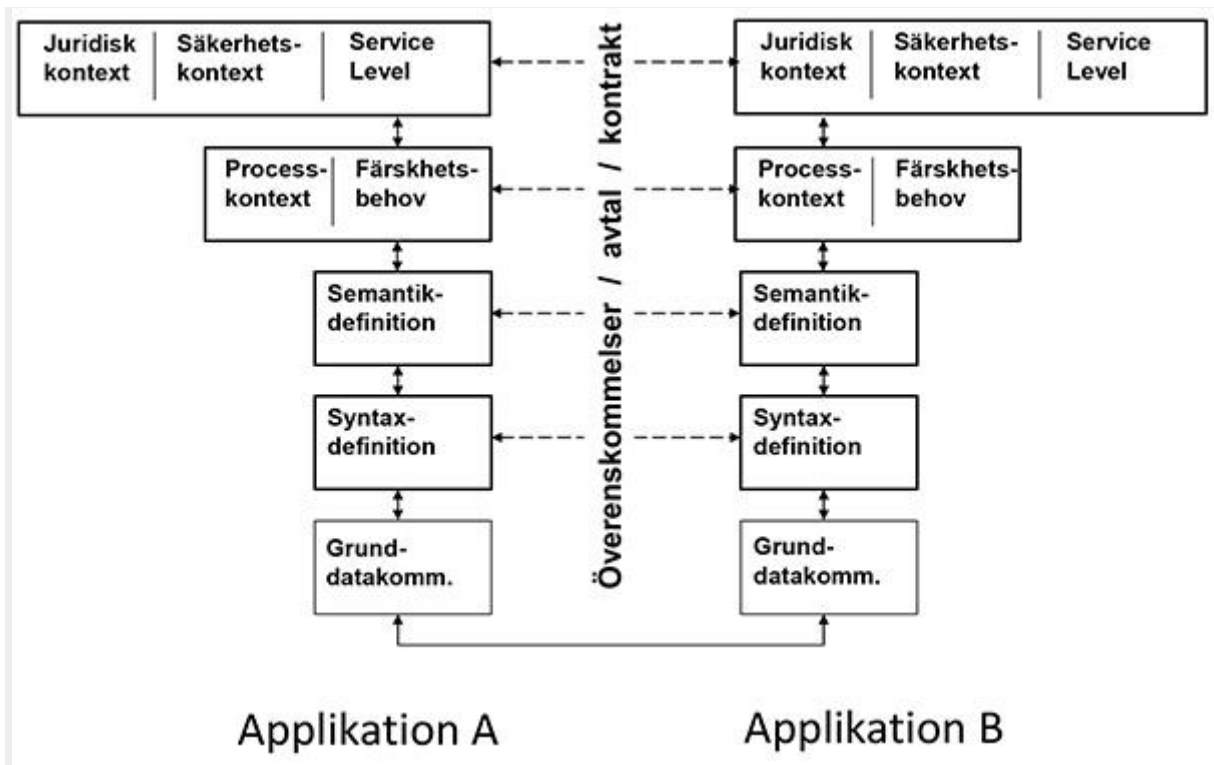 Juridisk kontext
Säkerhets-kontext
Service Level
Process-kontext
Färskhets-behov
Semantik-definition
Syntax-definition
Grund-datakomm.
Överenskommelser / avtal / kontrakt
Juridisk kontext
Säkerhets-kontext
Service Level
Process-kontext
Färskhets-behov
Semantik-definition
Syntax-definition
Grund-datakomm.
Applikation A
Applikation B